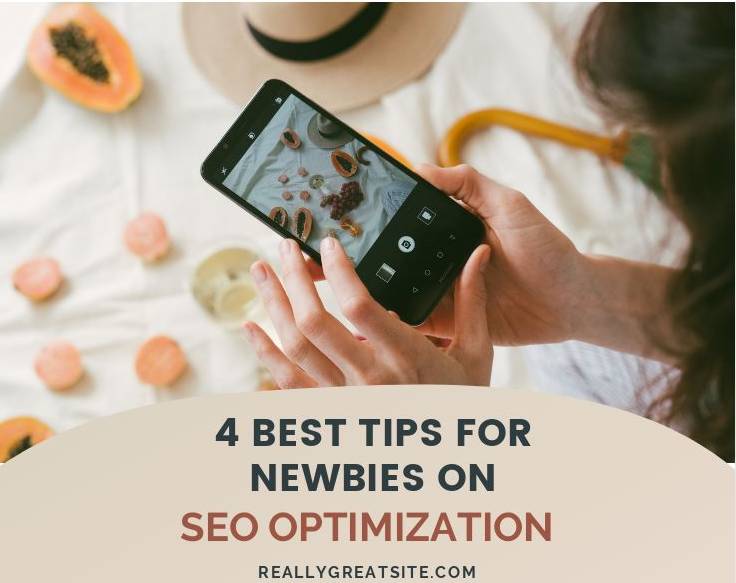 4 BEST TIPS FOR
NEWBIES ON
SEO OPTIMIZATION
REALLYGREATSITE.COM